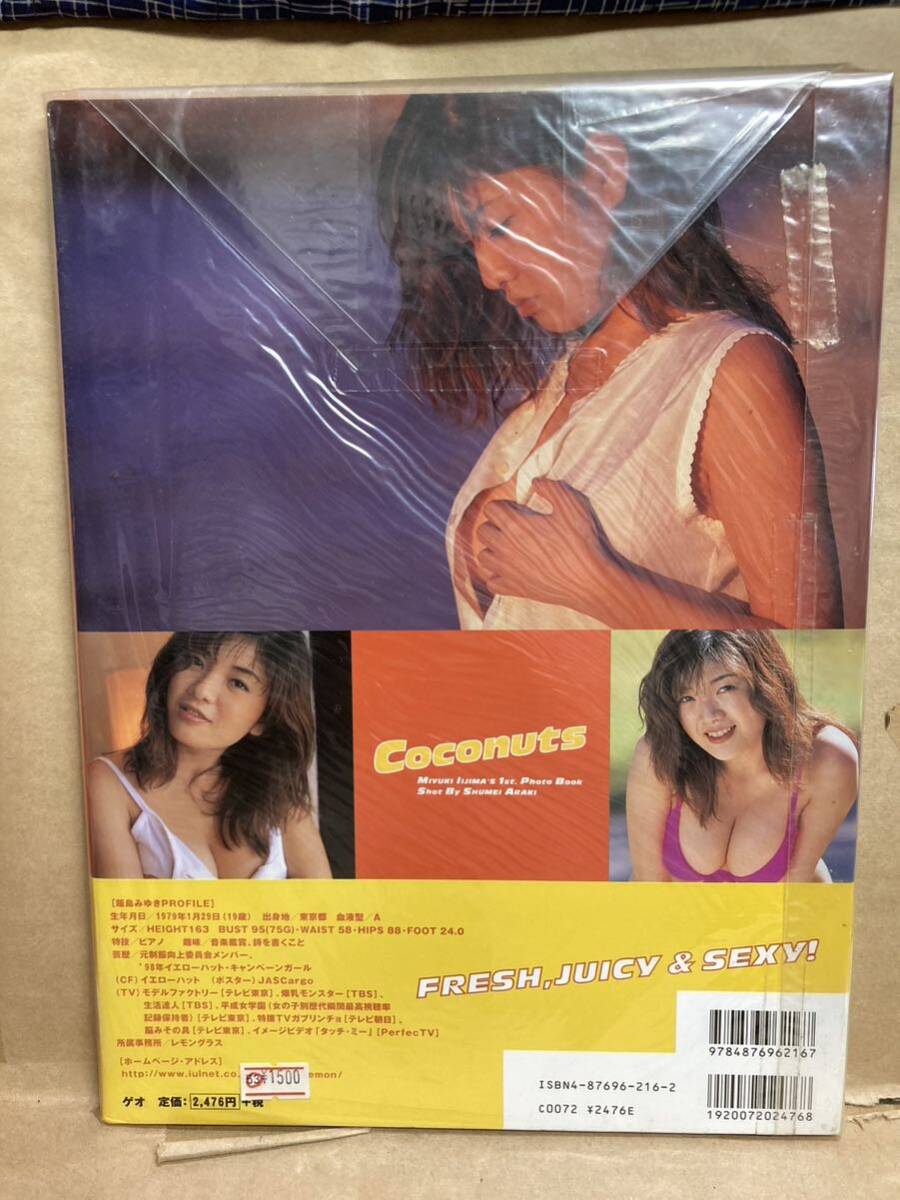 Coconuts
MIYUKI IIJIMA'S 1ST. PHOTO BOOK
SHOT BY SHUMEI ARAKI
[飯島みゆきPROFILE]
生年月日／1979年1月29日(19歳) 出身地／東京都 血液型／A
サイズ／HEIGHT163 BUST 95(75G)・WAIST 58・HIPS 88・FOOT 24.0
特技／ピアノ 趣味／音楽鑑賞、詩を書くこと
芸歴／元制服向上委員会メンバー、
'98年イエローハット・キャンペーンガール
(CF)イエローハット (ポスター)JASCargo
(TV)モデルファクトリー[テレビ東京]、爆乳モンスター[TBS]、
生活達人[TBS]、平成女学園(女の子別歴代瞬間最高視聴率
記録保持者)[テレビ東京]、特捜TVガブリンチョ[テレビ朝日]、
脳みその具[テレビ東京]、イメージビデオ「タッチ・ミー」[PerfecTV]
所属事務所／レモングラス
[ホームページ・アドレス]
http://www.iulnet.co. emon/
ゲオ 定価：2,476円+税
¥1500
FRESH, JUICY & SEXY!
9784876962167
ISBN4-87696-216-2
C0072 ¥2476E
1920072024768